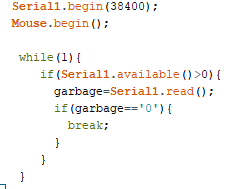 Serial1.begin(38400);
Mouse.begin();
while(1){
if(Serial1.available()>0){
garbage=Serial1.read();
if(garbage=='0'){
break;
}
}
}